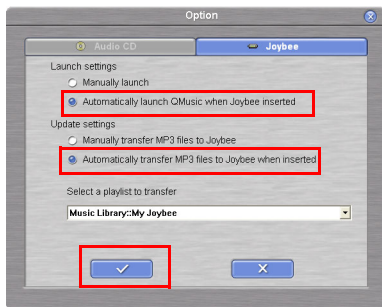 Option
Audio CD
Joybee
Launch settings
Manually launch
Automatically launch QMusic when Joybee inserted
Update settings
Manually transfer MP3 files to Joybee
Automatically transfer MP3 files to Joybee when inserted
Select a playlist to transfer
Music Library::My Joybee